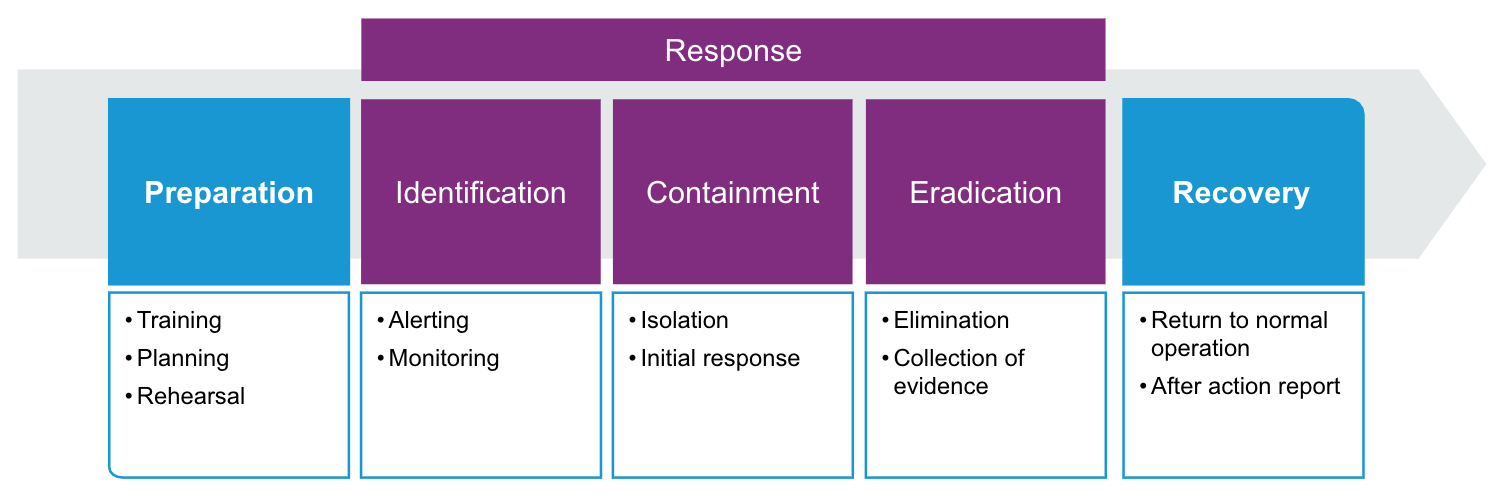 Response
Preparation
Identification
Containment
Eradication
Recovery
• Training
• Planning
• Rehearsal
• Alerting
• Monitoring
• Isolation
• Initial response
• Elimination
• Collection of
evidence
• Return to normal
operation
• After action report